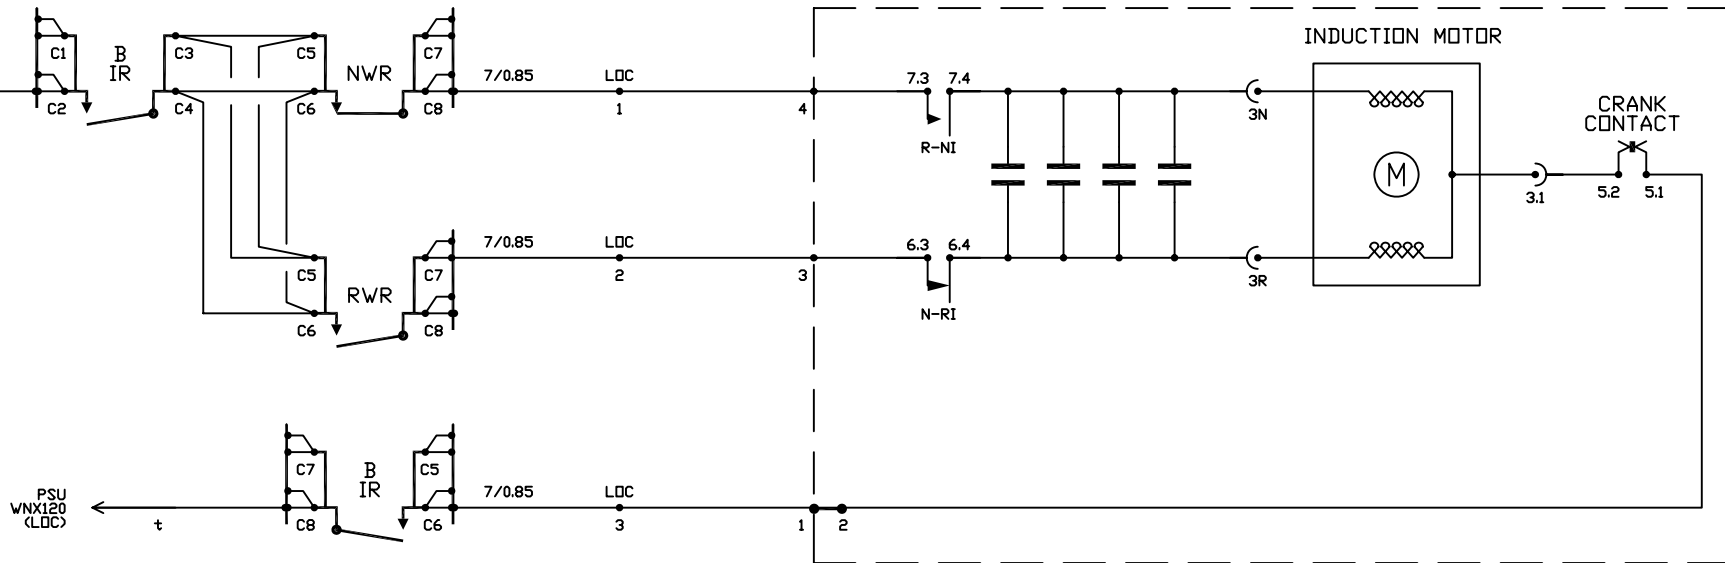 INDUCTION MOTOR
C1
B
IR
C3
C5
NWR
C7
C2
C4
C6
C8
7/0.85
LOC
1
4
7.3
7.4
R-NI
3N
CRANK
CONTACT
M
3.1
5.2
5.1
C5
RWR
C7
C6
C8
7/0.85
LOC
2
3
6.3
6.4
N-RI
3R
PSU
WNX120
(LOC)
t
C7
B
IR
C5
C8
C6
7/0.85
LOC
3
1
2